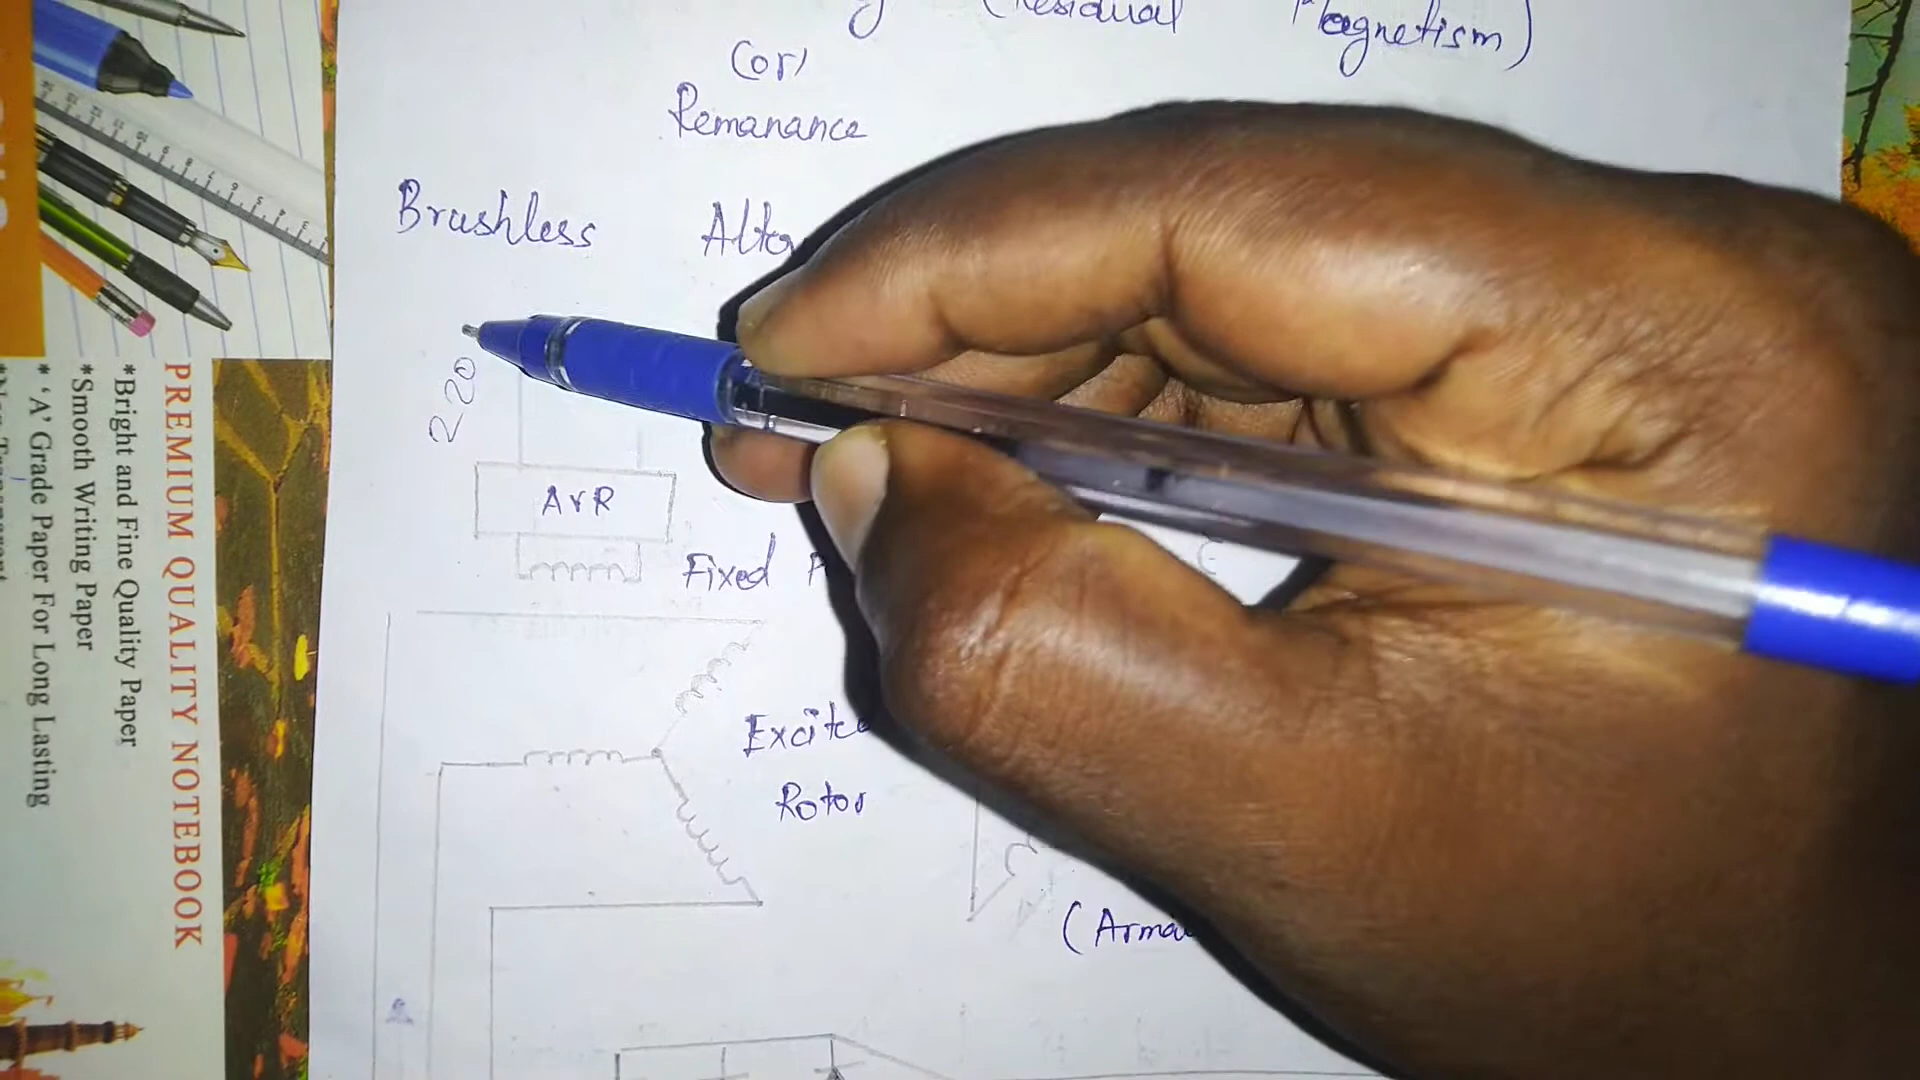 (Residual Magnetism)
(or)
Remanance
Brushless
220
AVR
Fixed
Rotor
PREMIUM QUALITY NOTEBOOK
*Bright and Fine Quality Paper
*Smooth Writing Paper
* 'A' Grade Paper For Long Lasting